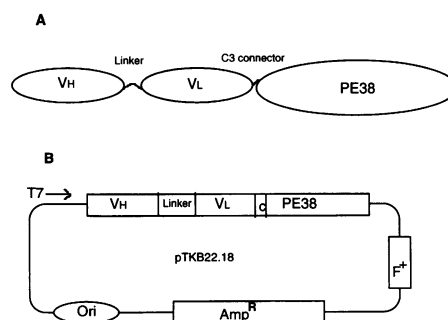 A
Linker
C3 connector
VH
VL
PE38
B
T7
VH Linker VL C PE38
pTKB22.18
F+
Ori
AmpR